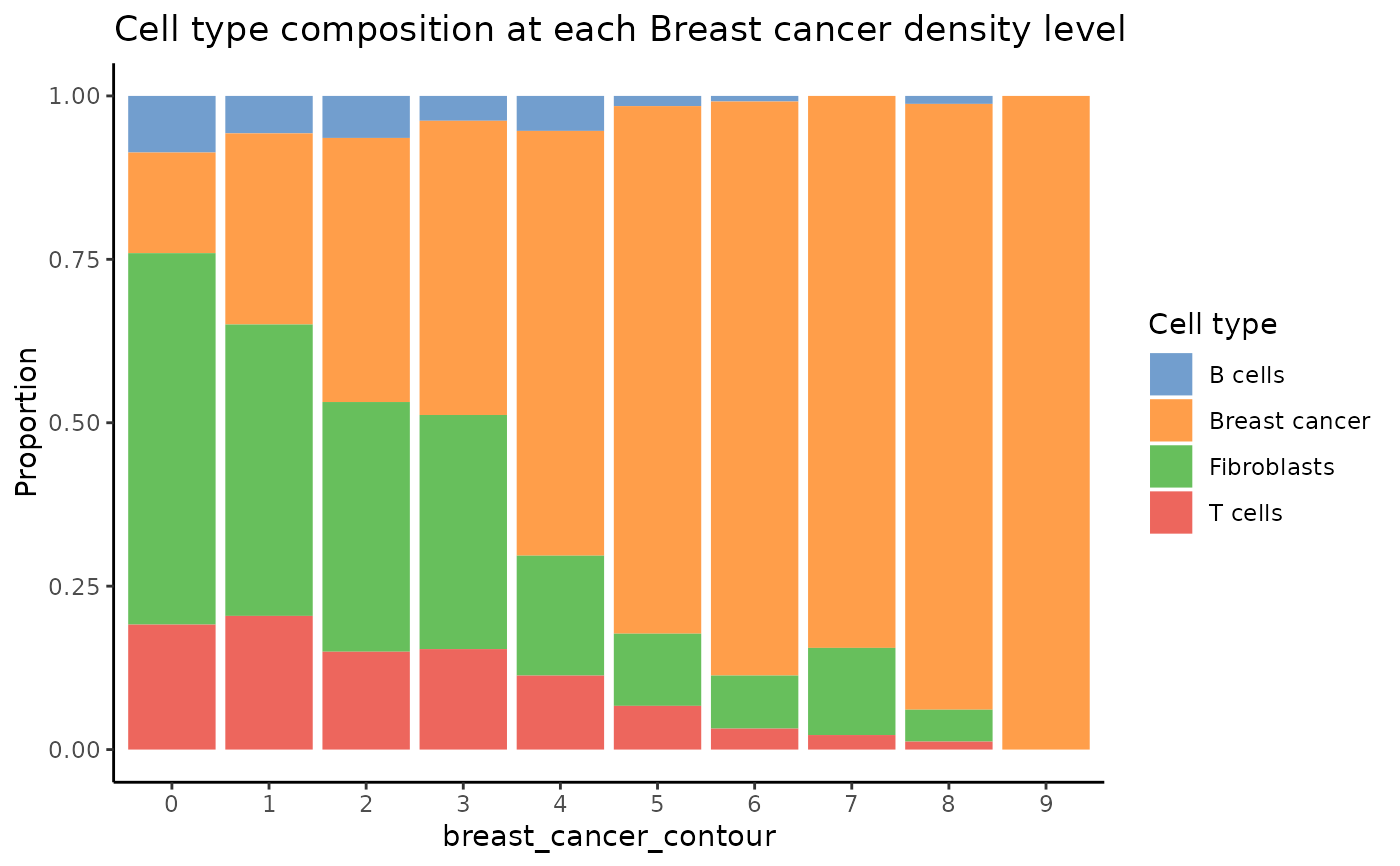 Cell type composition at each Breast cancer density level
Proportion
1.00
0.75
0.50
0.25
0.00
0 1 2 3 4 5 6 7 8 9
breast_cancer_contour
Cell type
B cells
Breast cancer
Fibroblasts
T cells